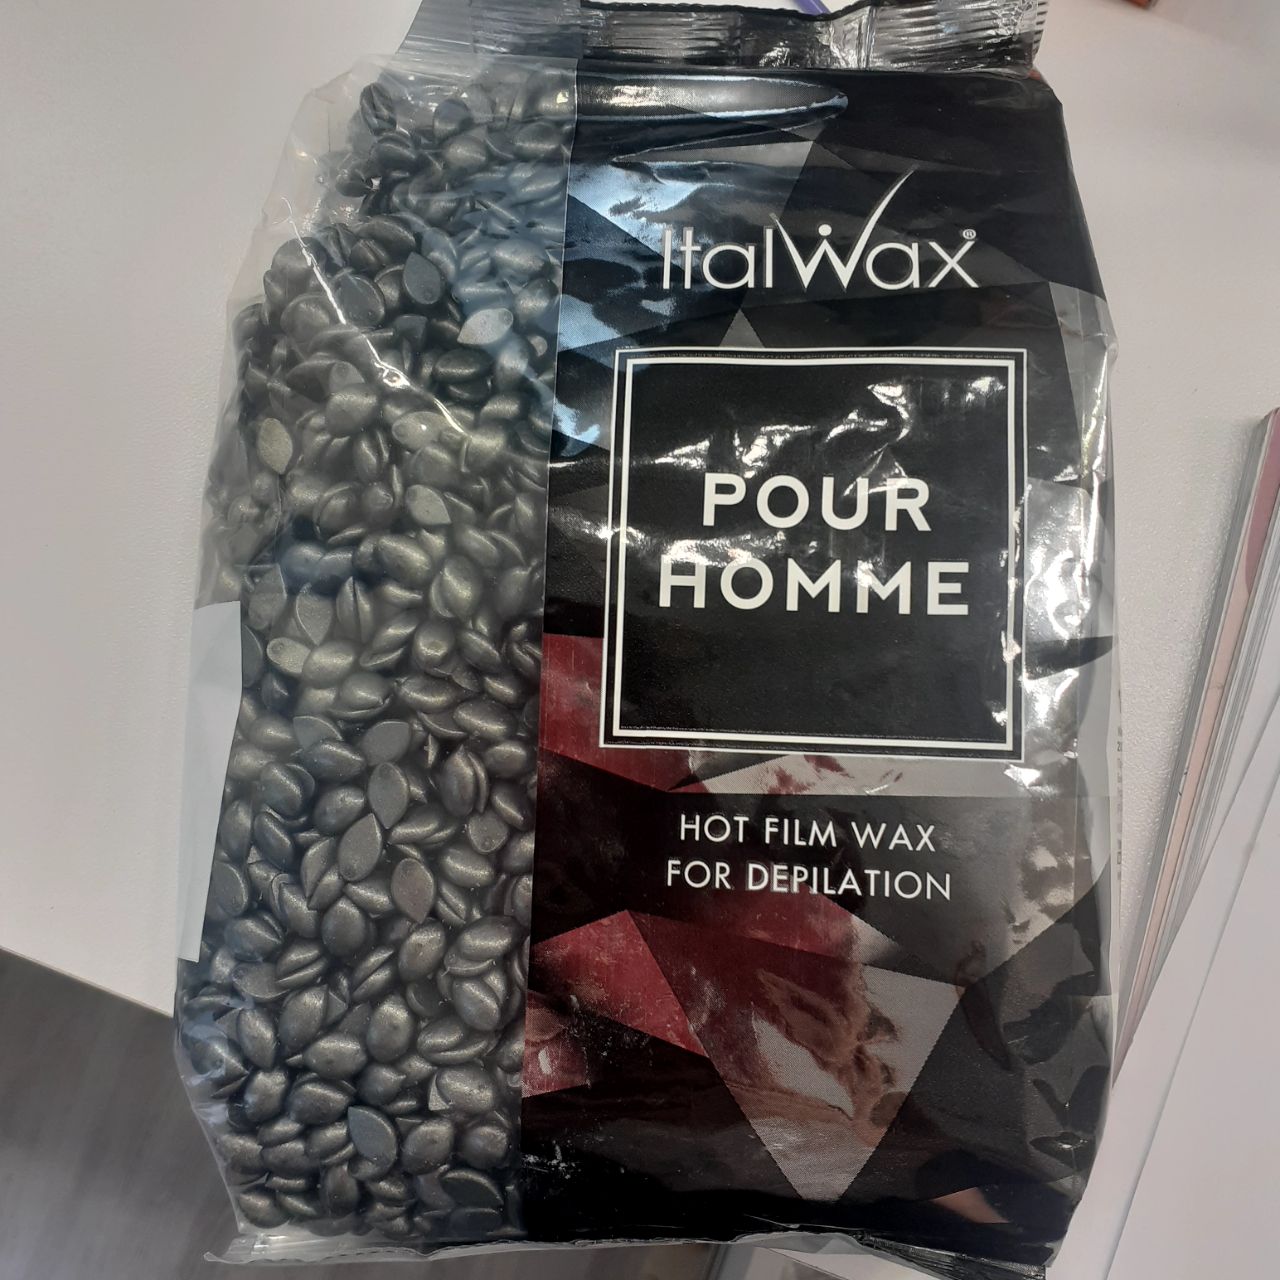 ItalWax®
POUR
HOMME
HOT FILM WAX
FOR DEPILATION